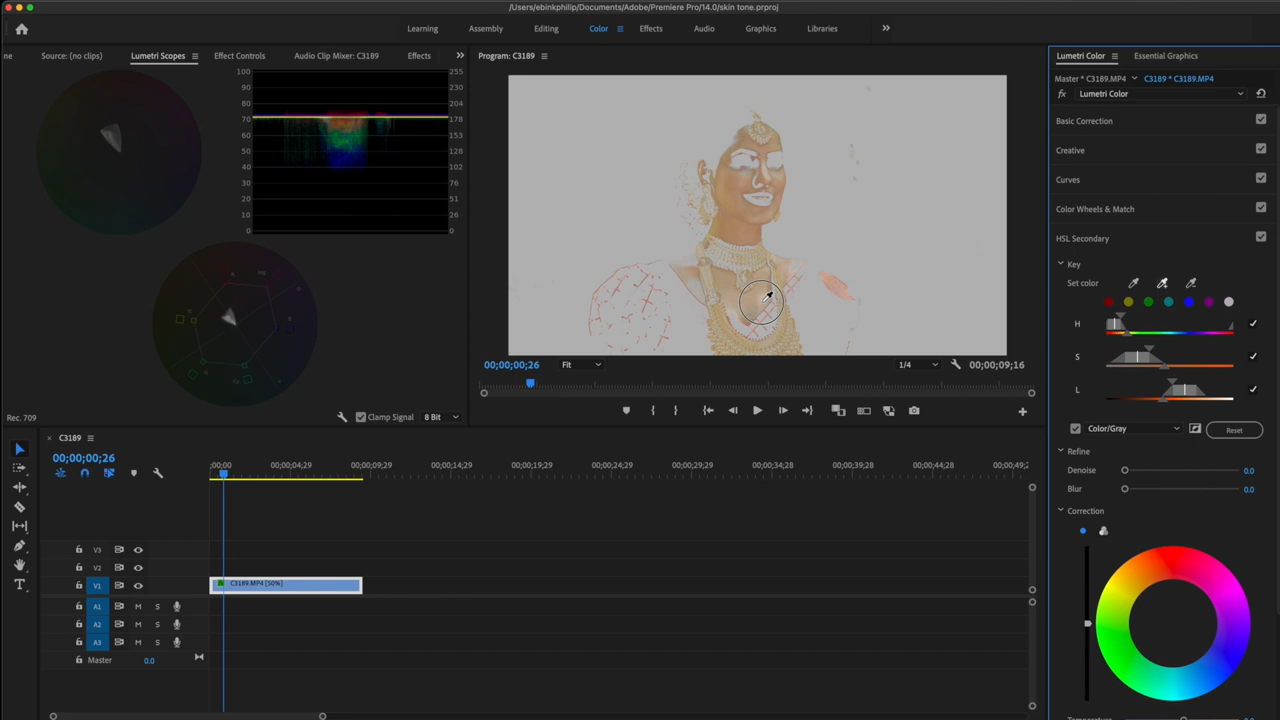 /Users/ebinkphilip/Documents/Adobe/Premiere Pro/14.0/skin tone.prproj
Learning Assembly Editing Color Effects Audio Graphics Libraries
ne Source: (no clips) Lumetri Scopes Effect Controls Audio Clip Mixer: C3189 Effects
Program: C3189
Lumetri Color Essential Graphics
Master * C3189.MP4 C3189 * C3189.MP4
fx Lumetri Color
Basic Correction
Creative
Curves
Color Wheels & Match
HSL Secondary
Key
Set color
H
S
L
Color/Gray Reset
Refine
Denoise 0.0
Blur 0.0
Correction
100 255
90 230
80 204
70 178
60 153
50 128
40 102
30 76
20 51
10 26
0 0
Rec. 709 Clamp Signal 8 Bit
00;00;00;26 Fit 1/4 00;00;09;16
C3189
00;00;00;26
;00;00 00;00;04;29 00;00;09;29 00;00;14;29 00;00;19;29 00;00;24;29 00;00;29;29 00;00;34;28 00;00;39;28 00;00;44;28 00;00;49;2
V3
V2
V1 C3189.MP4 [50%]
A1 M S
A2 M S
A3 M S
Master 0.0